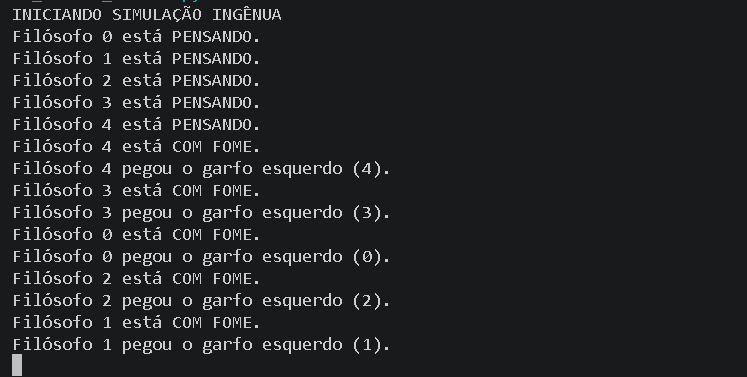 INICIANDO SIMULAÇÃO INGÊNUA
Filósofo 0 está PENSANDO.
Filósofo 1 está PENSANDO.
Filósofo 2 está PENSANDO.
Filósofo 3 está PENSANDO.
Filósofo 4 está PENSANDO.
Filósofo 4 está COM FOME.
Filósofo 4 pegou o garfo esquerdo (4).
Filósofo 3 está COM FOME.
Filósofo 3 pegou o garfo esquerdo (3).
Filósofo 0 está COM FOME.
Filósofo 0 pegou o garfo esquerdo (0).
Filósofo 2 está COM FOME.
Filósofo 2 pegou o garfo esquerdo (2).
Filósofo 1 está COM FOME.
Filósofo 1 pegou o garfo esquerdo (1).